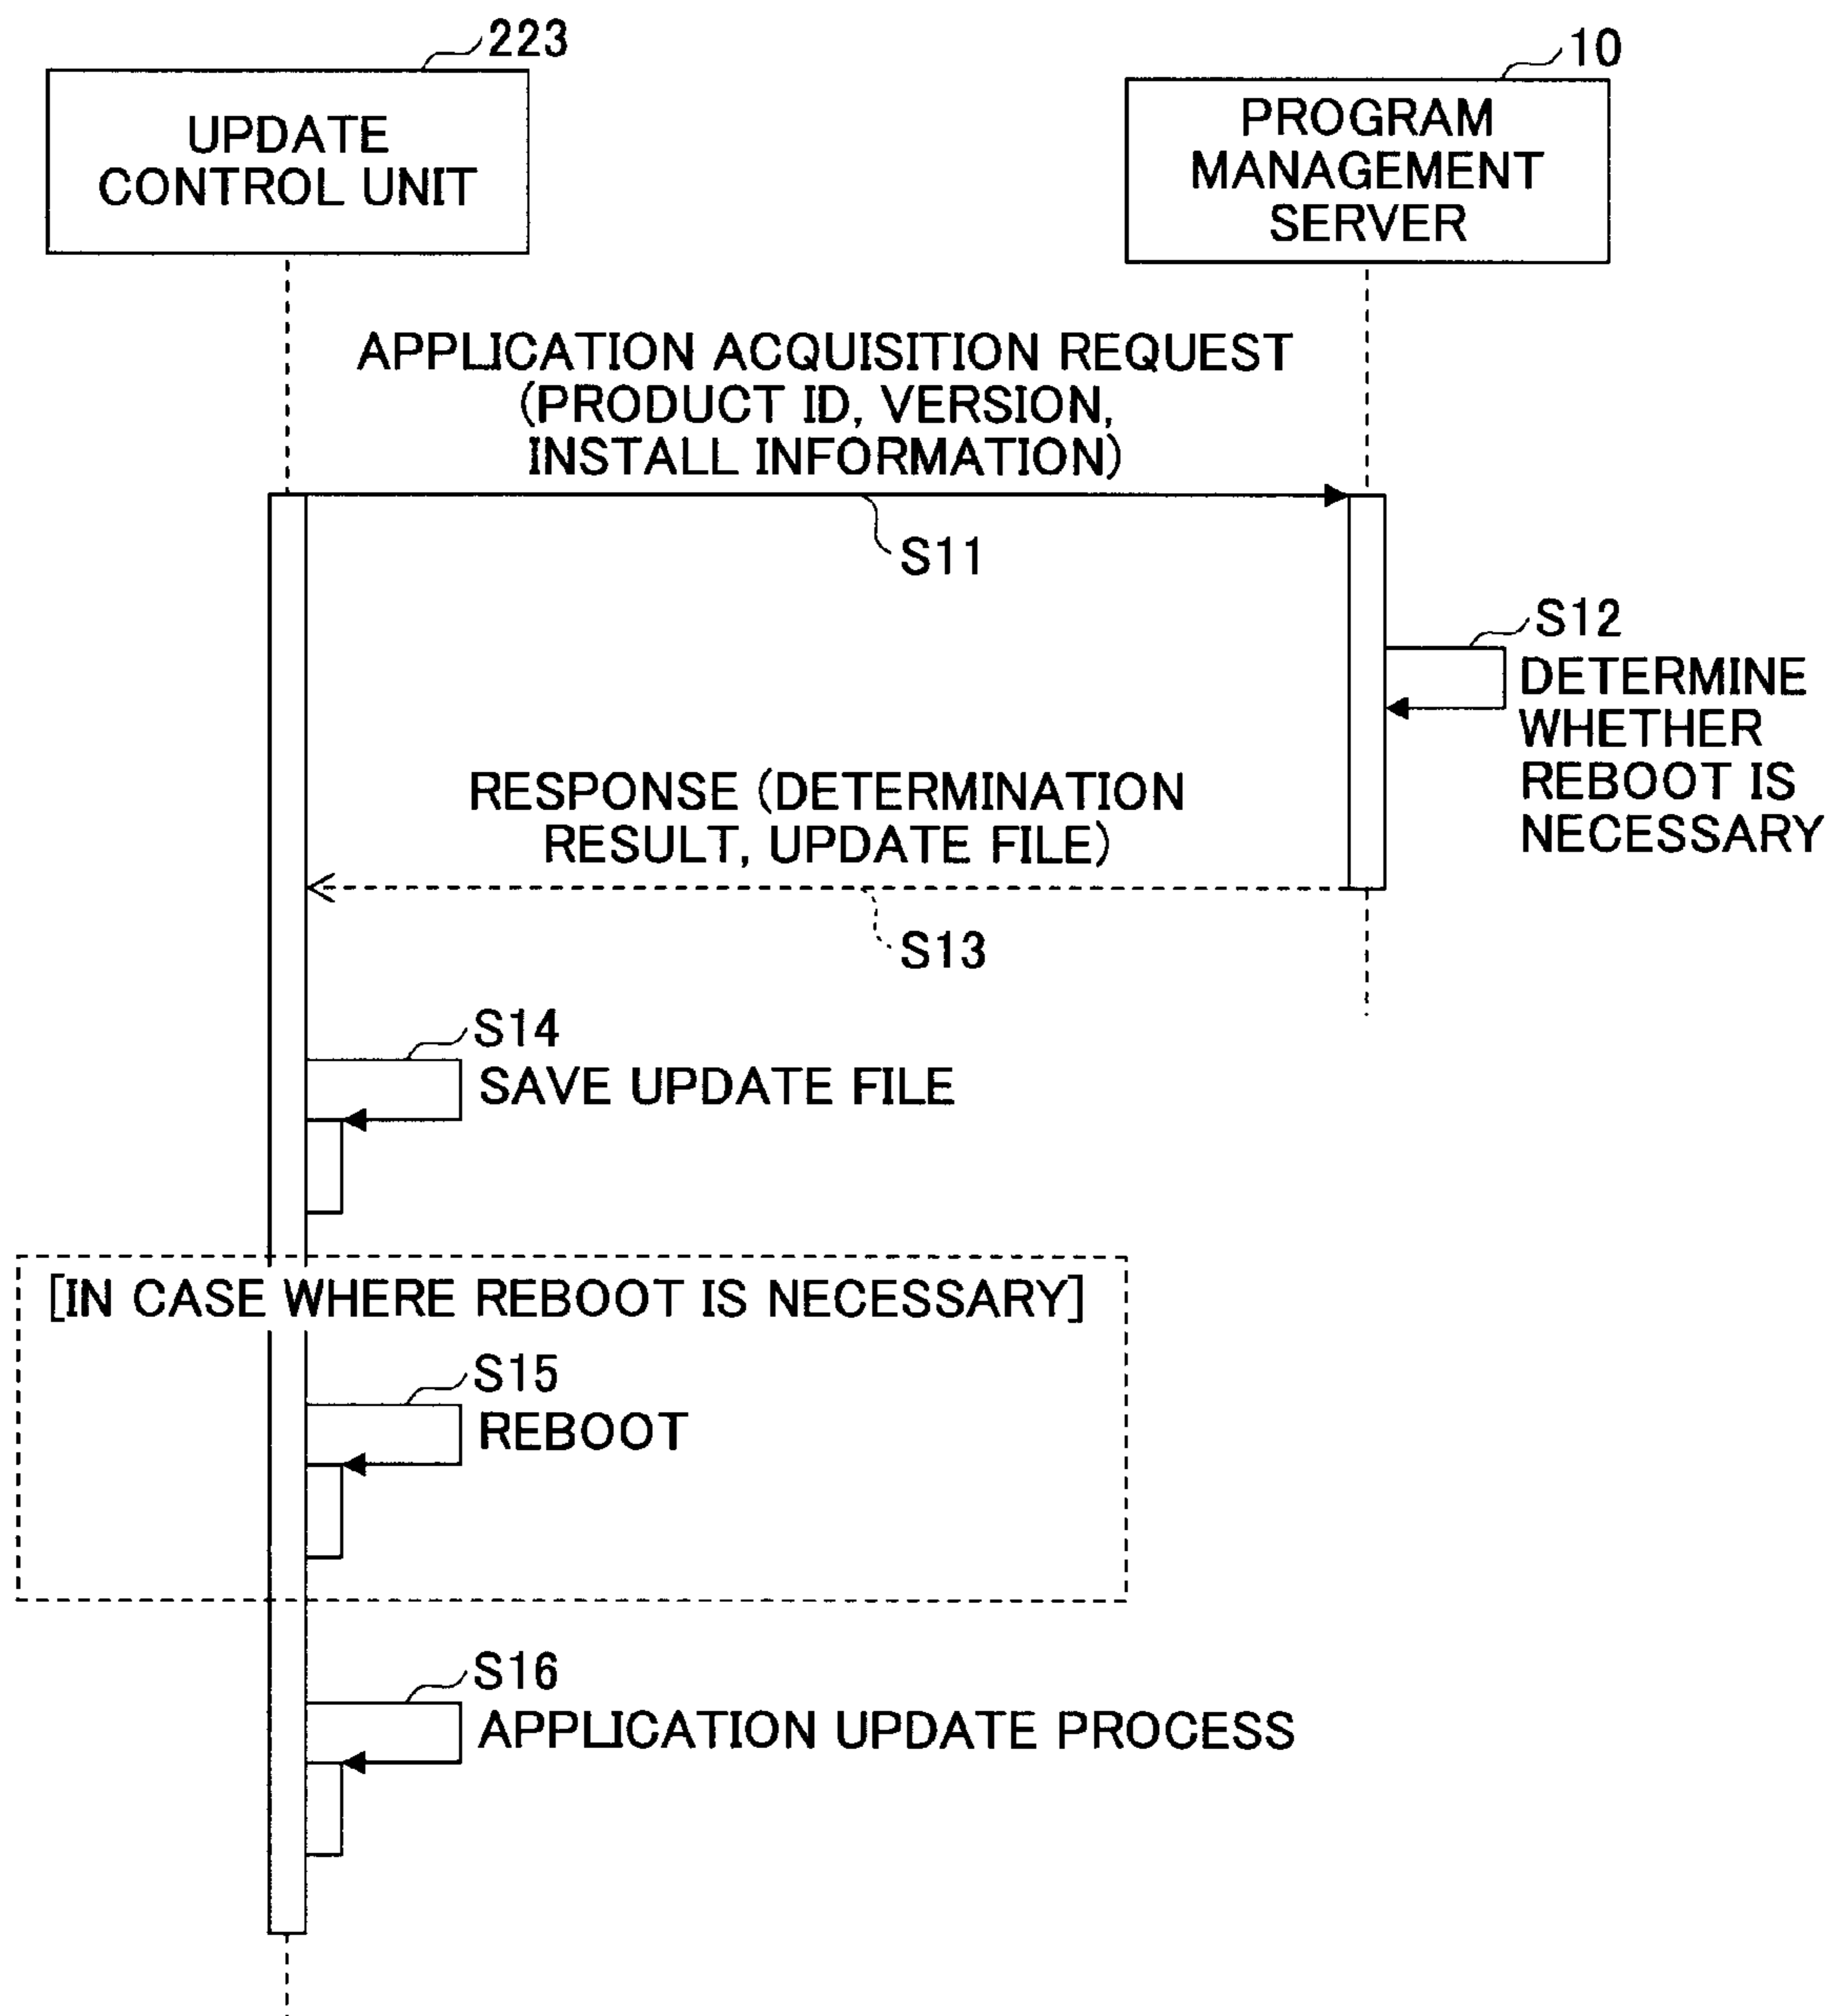 223
UPDATE
CONTROL UNIT
10
PROGRAM
MANAGEMENT
SERVER
APPLICATION ACQUISITION REQUEST
(PRODUCT ID, VERSION,
INSTALL INFORMATION)
S11
S12
DETERMINE
WHETHER
REBOOT IS
NECESSARY
RESPONSE (DETERMINATION
RESULT, UPDATE FILE)
S13
S14
SAVE UPDATE FILE
[IN CASE WHERE REBOOT IS NECESSARY]
S15
REBOOT
S16
APPLICATION UPDATE PROCESS